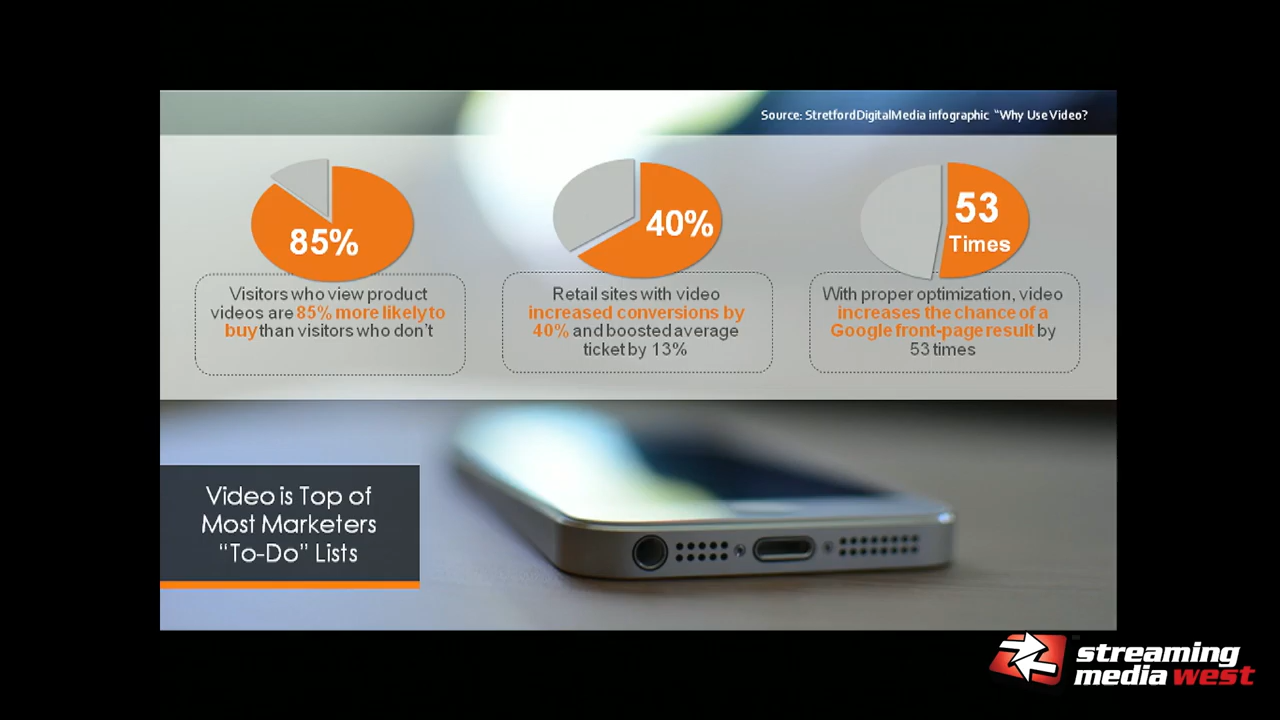 Source: StretfordDigitalMedia infographic “Why Use Video?
85%
40%
53
Times
Visitors who view product
videos are 85% more likely to
buy than visitors who don’t
Retail sites with video
increased conversions by
40% and boosted average
ticket by 13%
With proper optimization, video
increases the chance of a
Google front-page result by
53 times
Video is Top of
Most Marketers
“To-Do” Lists
streaming
media west